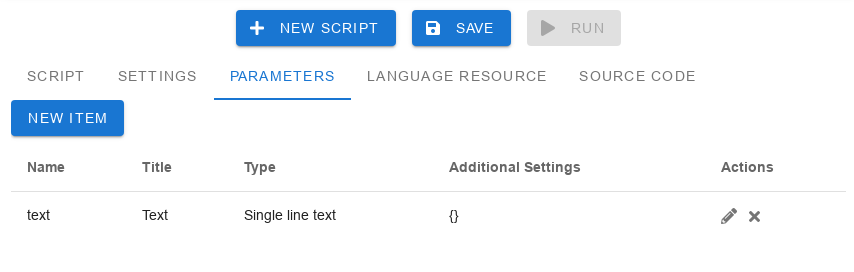 NEW SCRIPT SAVE RUN
SCRIPT SETTINGS PARAMETERS LANGUAGE RESOURCE SOURCE CODE
NEW ITEM
Name Title Type Additional Settings Actions
text Text Single line text {}